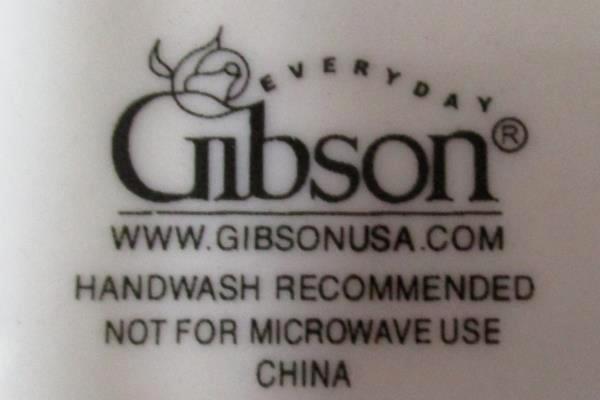 EVERYDAY
Gibson®
WWW.GIBSONUSA.COM
HANDWASH RECOMMENDED
NOT FOR MICROWAVE USE
CHINA